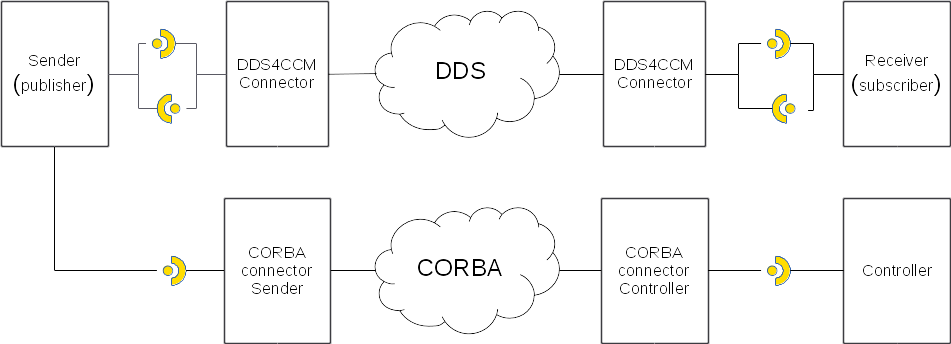 Sender
(publisher)
DDS4CCM
Connector
DDS
DDS4CCM
Connector
Receiver
(subscriber)
CORBA
connector
Sender
CORBA
CORBA
connector
Controller
Controller